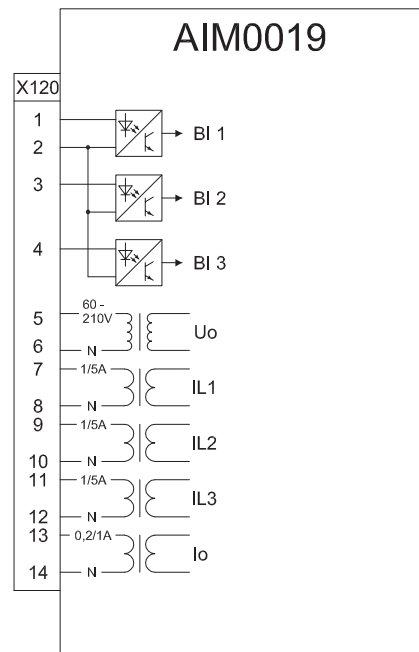 AIM0019
X120
1
2
BI 1
3
BI 2
4
BI 3
5
60 -
210V
Uo
6
N
7
1/5A
IL1
8
N
9
1/5A
IL2
10
N
11
1/5A
IL3
12
N
13
0,2/1A
Io
14
N